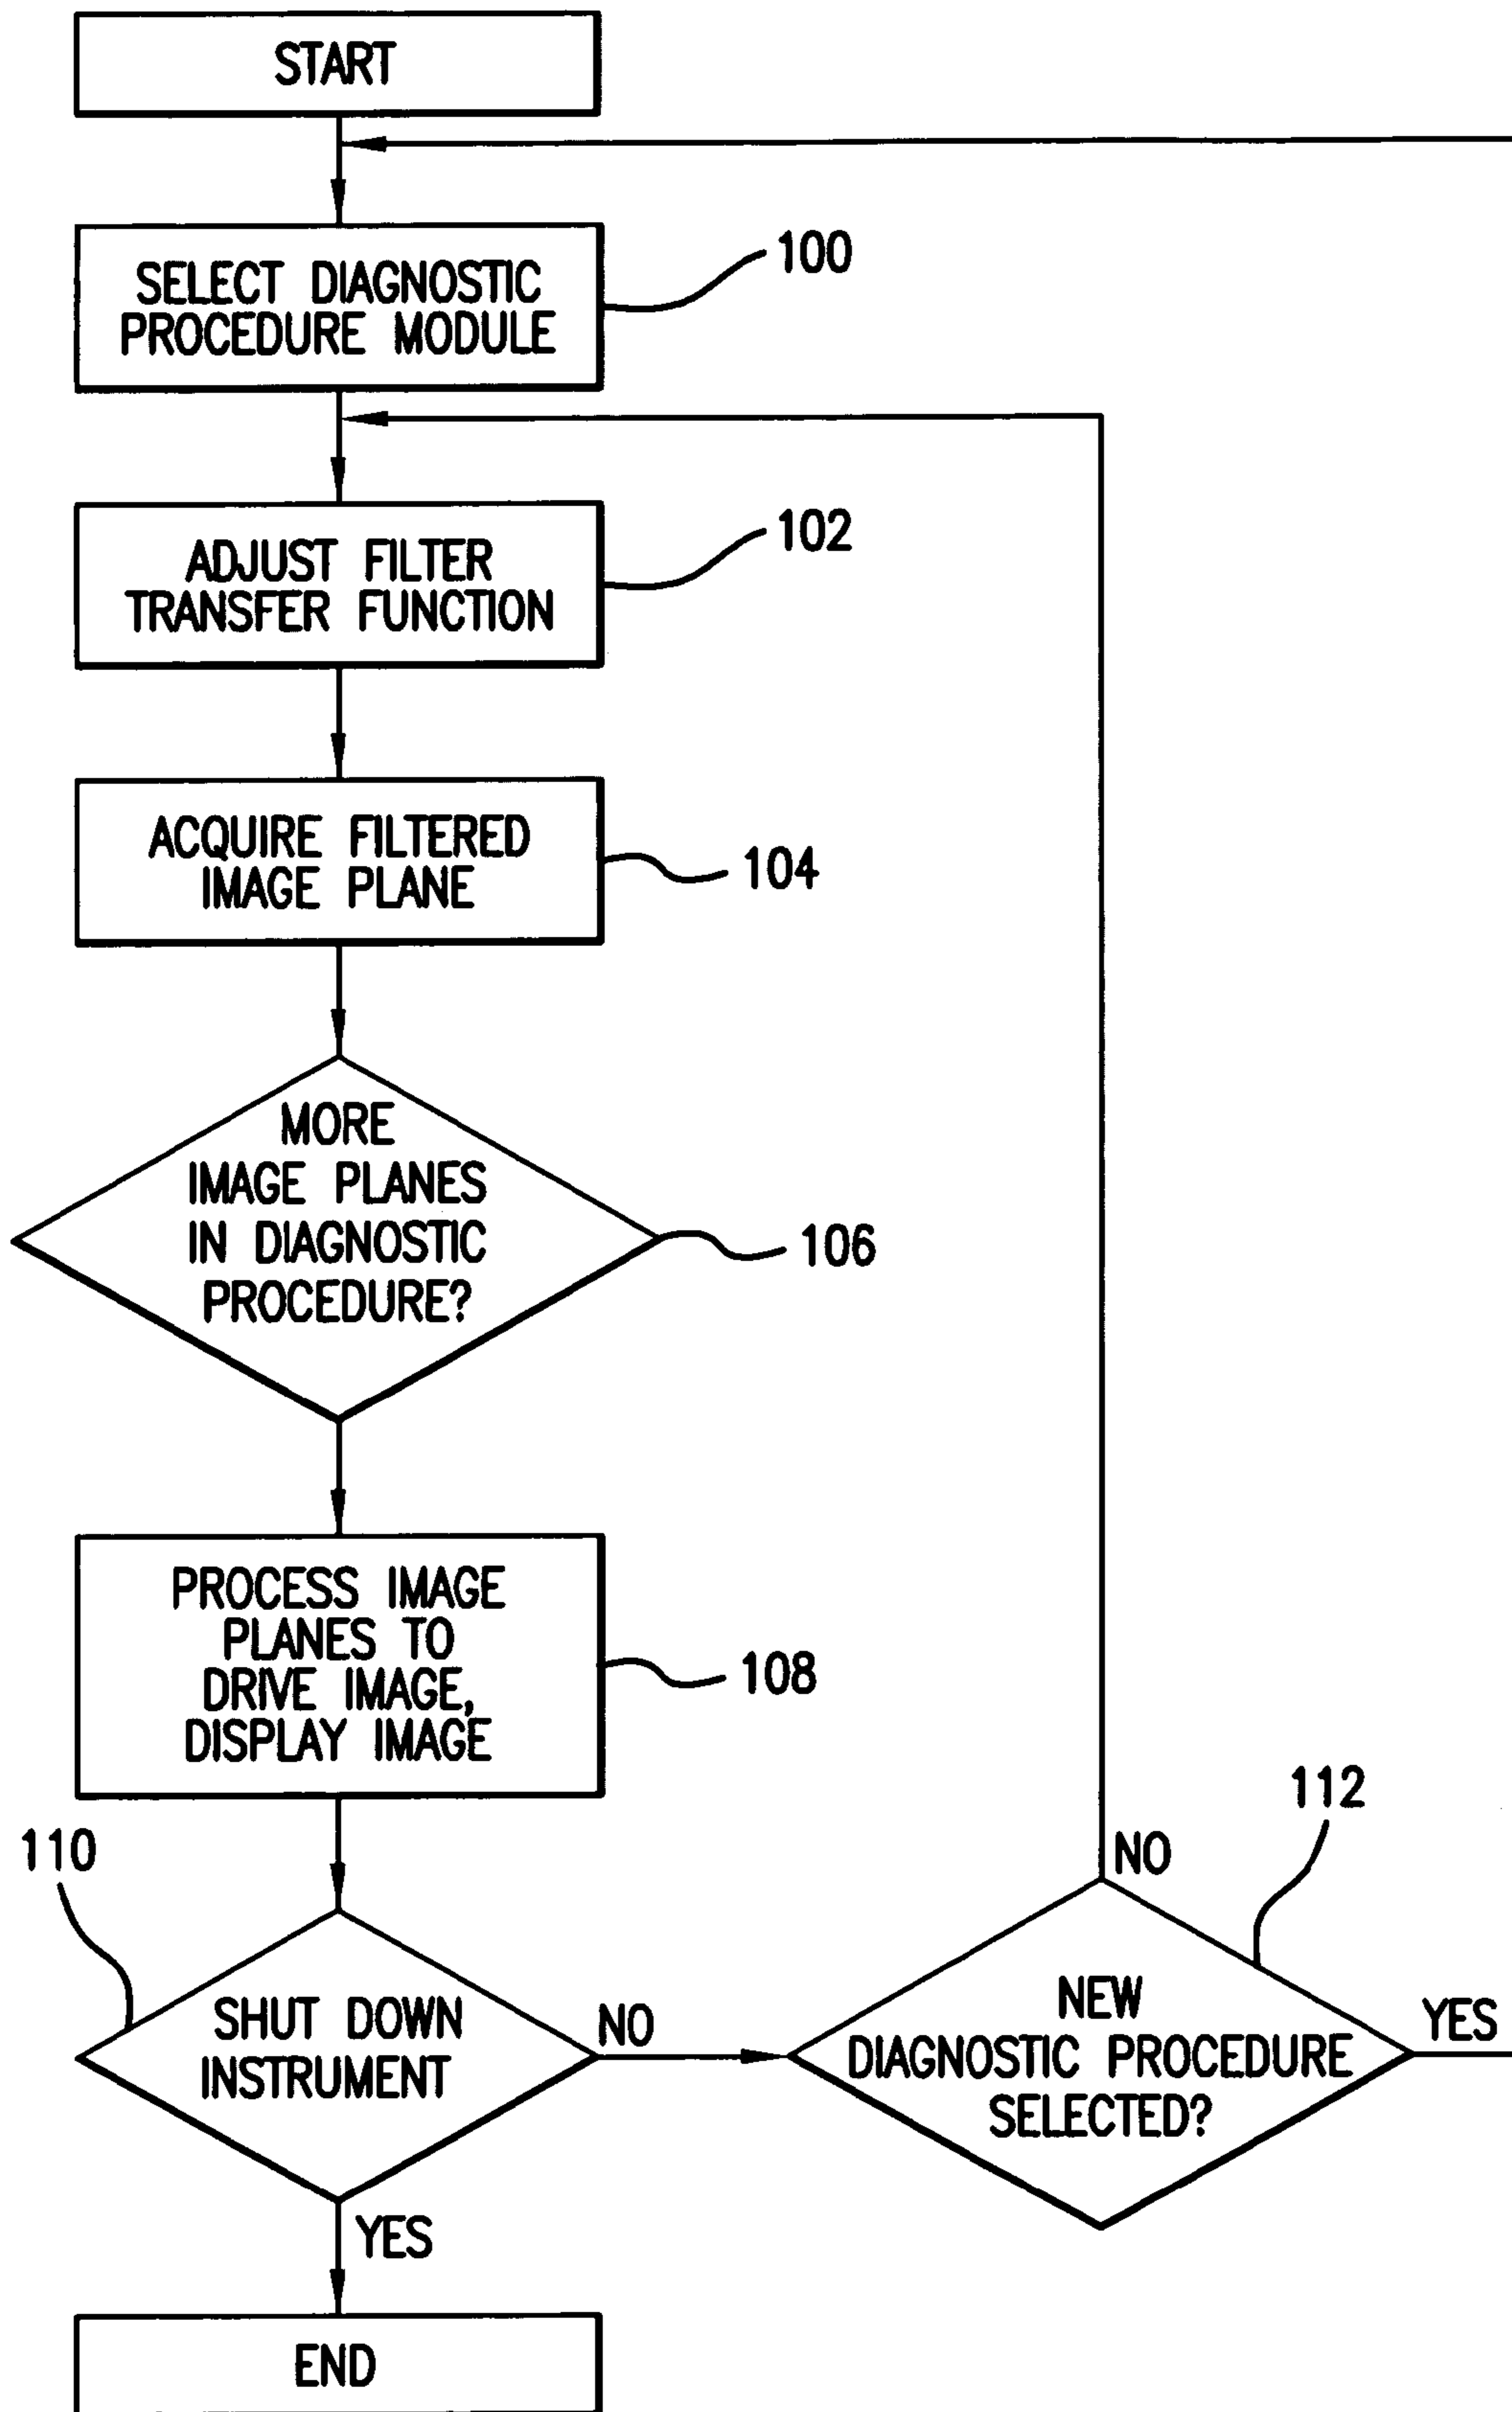 START
SELECT DIAGNOSTIC
PROCEDURE MODULE
100
ADJUST FILTER
TRANSFER FUNCTION
102
ACQUIRE FILTERED
IMAGE PLANE
104
MORE
IMAGE PLANES
IN DIAGNOSTIC
PROCEDURE?
106
PROCESS IMAGE
PLANES TO
DRIVE IMAGE,
DISPLAY IMAGE
108
110
SHUT DOWN
INSTRUMENT
NO
YES
112
NO
NEW
DIAGNOSTIC PROCEDURE
SELECTED?
YES
END